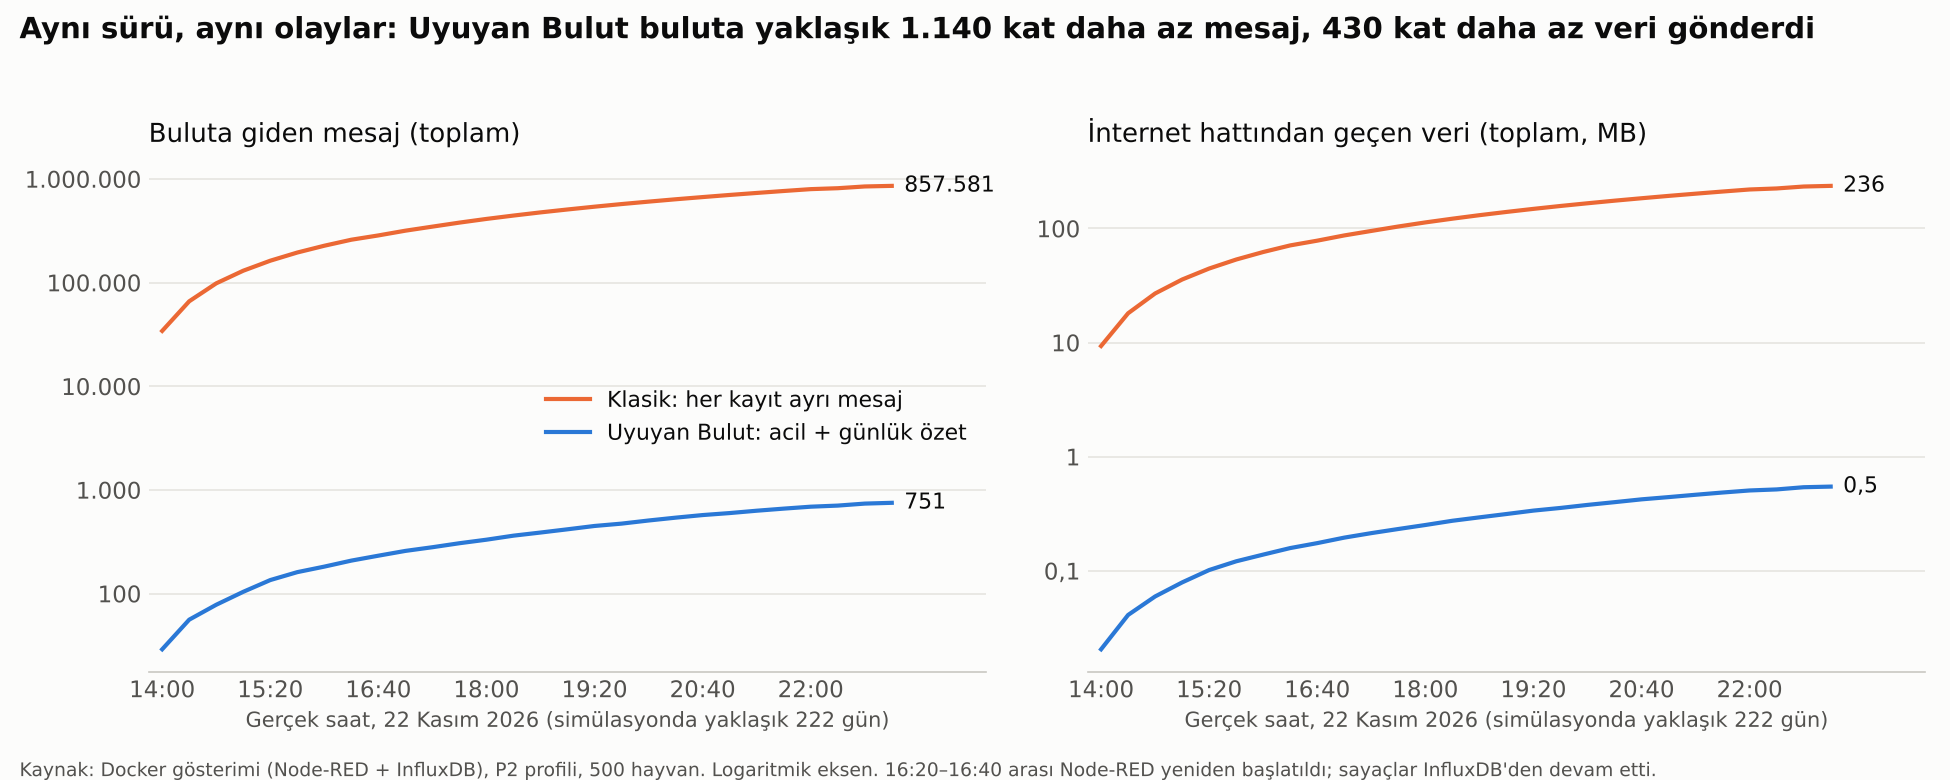 Aynı sürü, aynı olaylar: Uyuyan Bulut buluta yaklaşık 1.140 kat daha az mesaj, 430 kat daha az veri gönderdi
Buluta giden mesaj (toplam)
1.000.000
100.000
10.000
1.000
100
857.581
751
Klasik: her kayıt ayrı mesaj
Uyuyan Bulut: acil + günlük özet
14:00 15:20 16:40 18:00 19:20 20:40 22:00
Gerçek saat, 22 Kasım 2026 (simülasyonda yaklaşık 222 gün)
İnternet hattından geçen veri (toplam, MB)
100
10
1
0,1
236
0,5
14:00 15:20 16:40 18:00 19:20 20:40 22:00
Gerçek saat, 22 Kasım 2026 (simülasyonda yaklaşık 222 gün)
Kaynak: Docker gösterimi (Node-RED + InfluxDB), P2 profili, 500 hayvan. Logaritmik eksen. 16:20–16:40 arası Node-RED yeniden başlatıldı; sayaçlar InfluxDB'den devam etti.